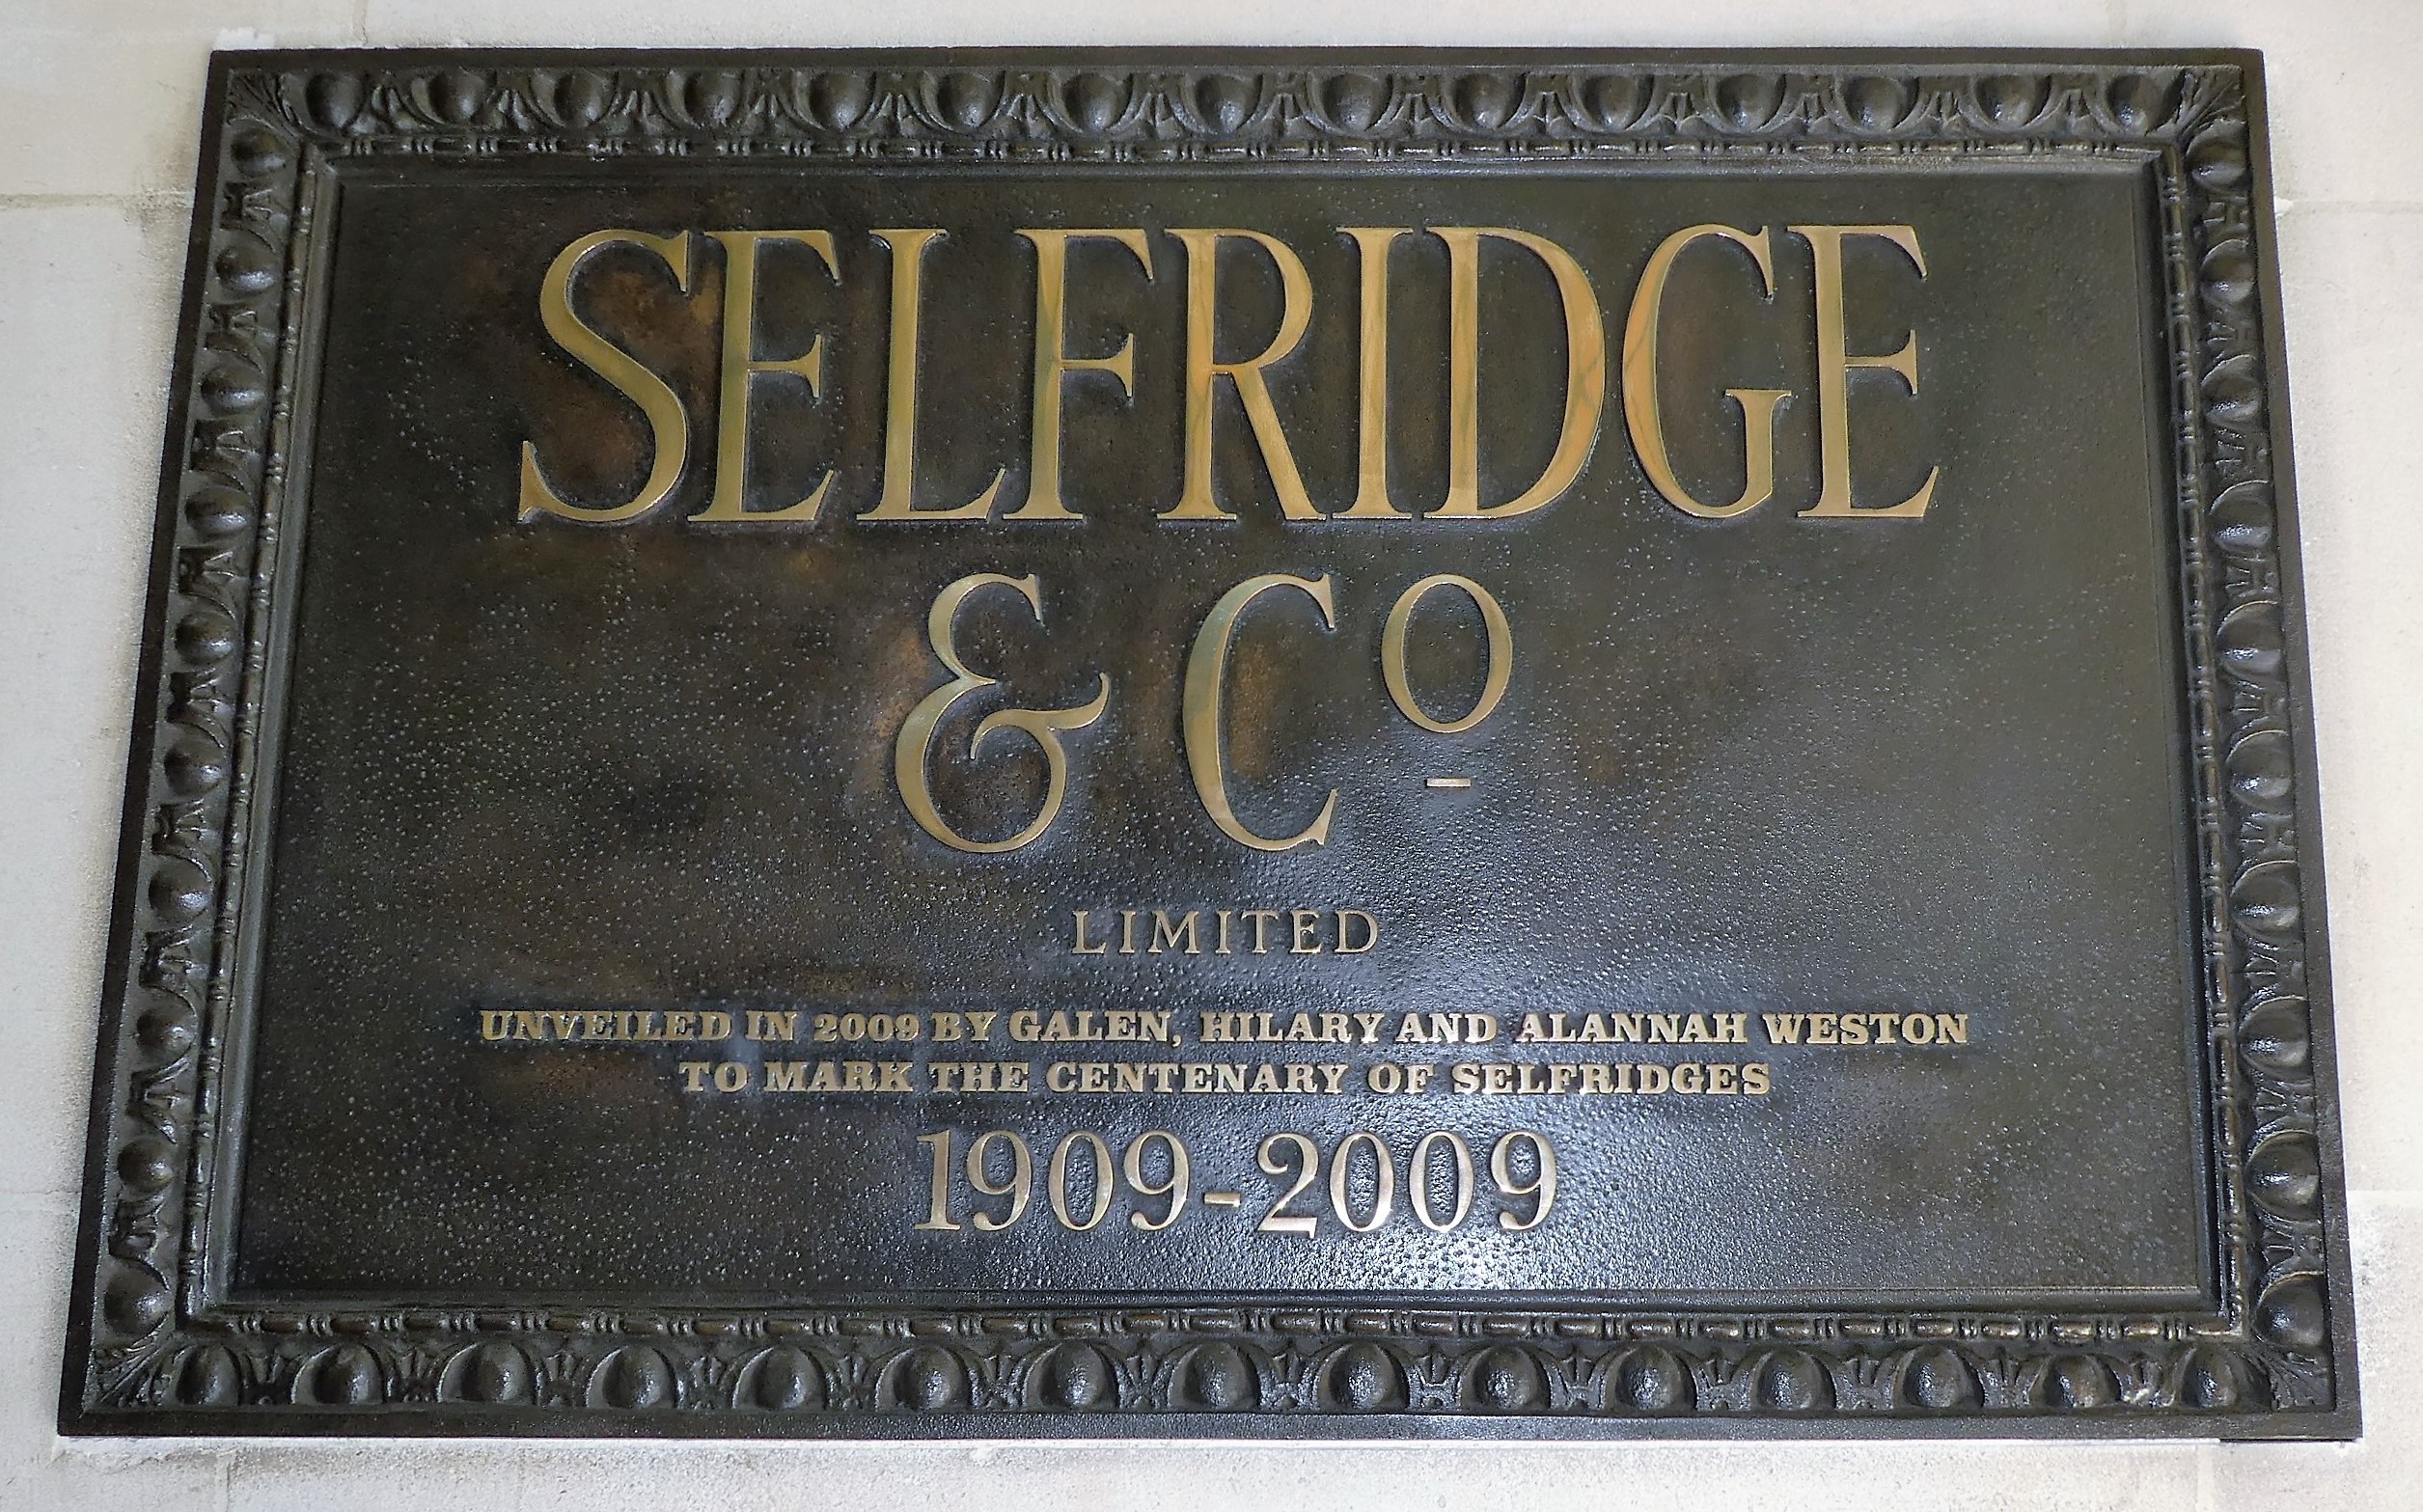 SELFRIDGE
& Cº
LIMITED
UNVEILED IN 2009 BY GALEN, HILARY AND ALANNAH WESTON
TO MARK THE CENTENARY OF SELFRIDGES
1909-2009